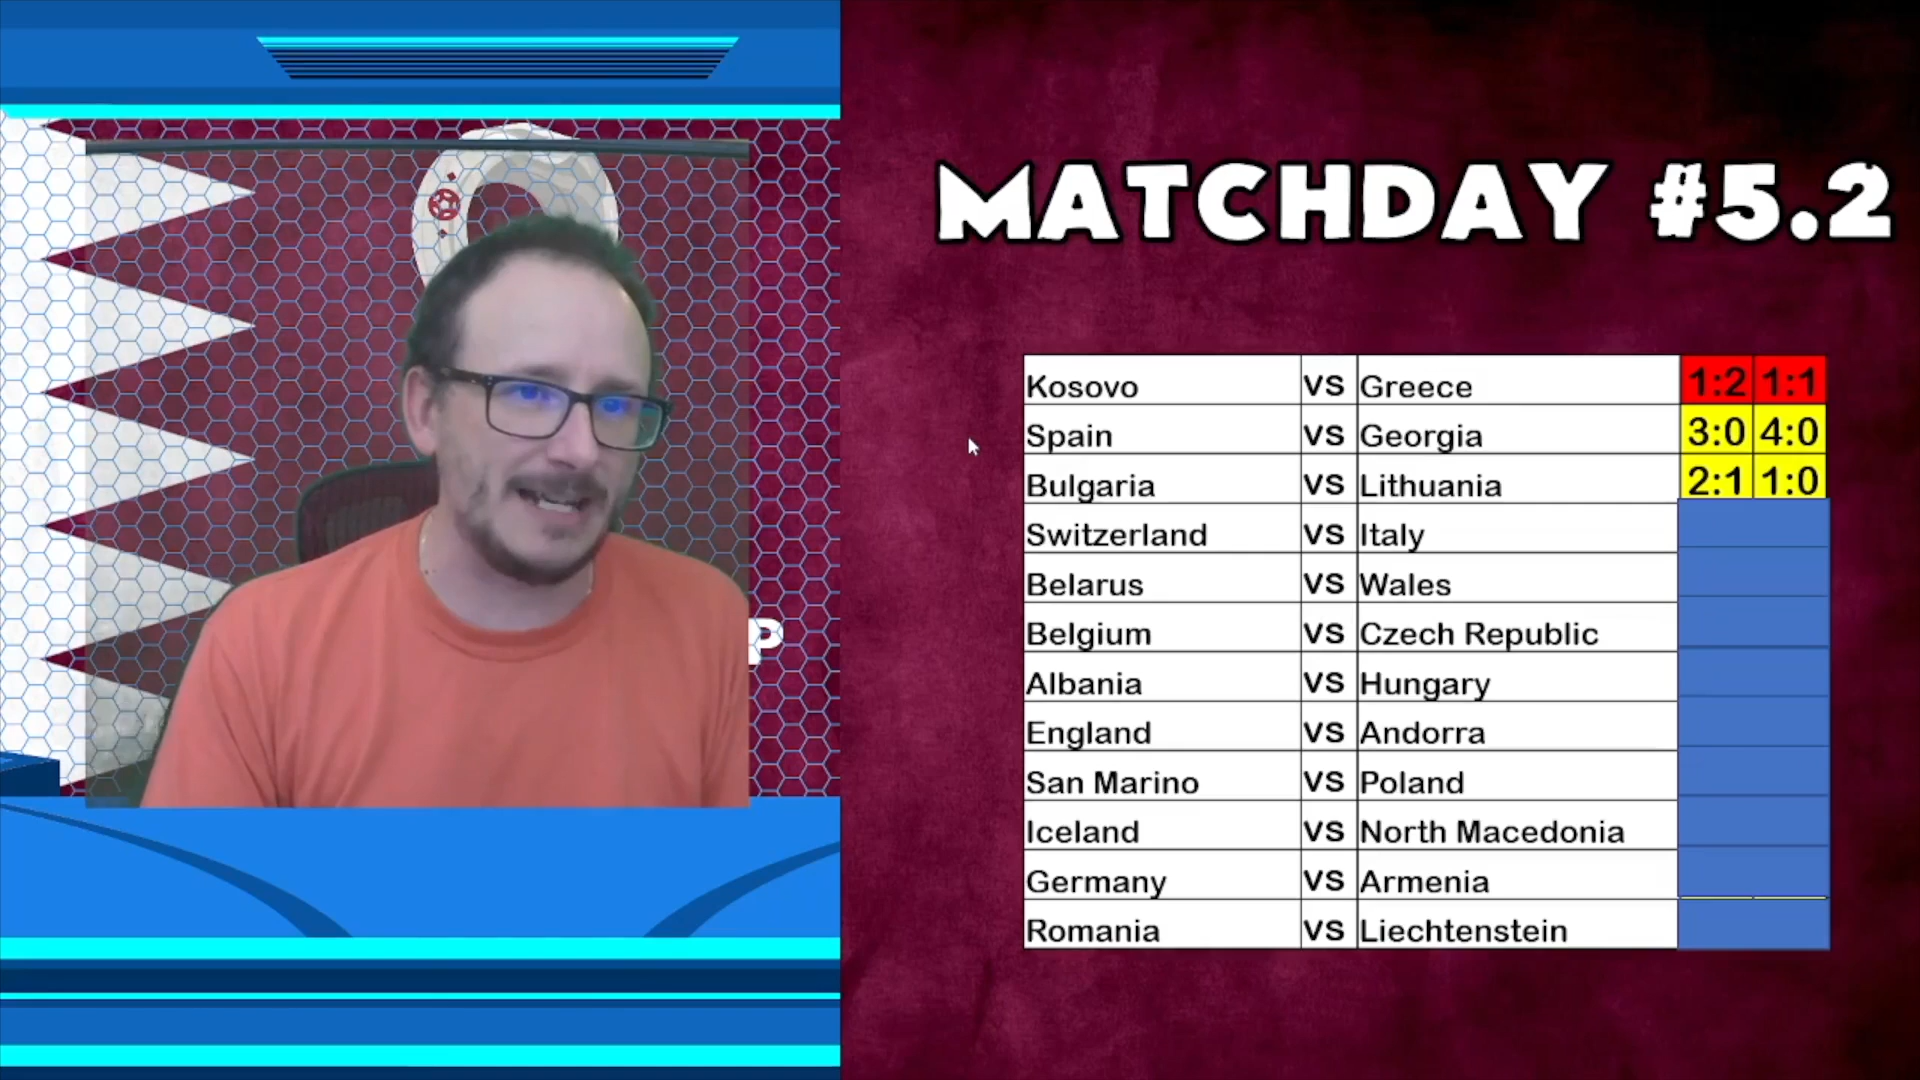 MATCHDAY #5.2
Kosovo VS Greece 1:2 1:1
Spain VS Georgia 3:0 4:0
Bulgaria VS Lithuania 2:1 1:0
Switzerland VS Italy
Belarus VS Wales
Belgium VS Czech Republic
Albania VS Hungary
England VS Andorra
San Marino VS Poland
Iceland VS North Macedonia
Germany VS Armenia
Romania VS Liechtenstein
P